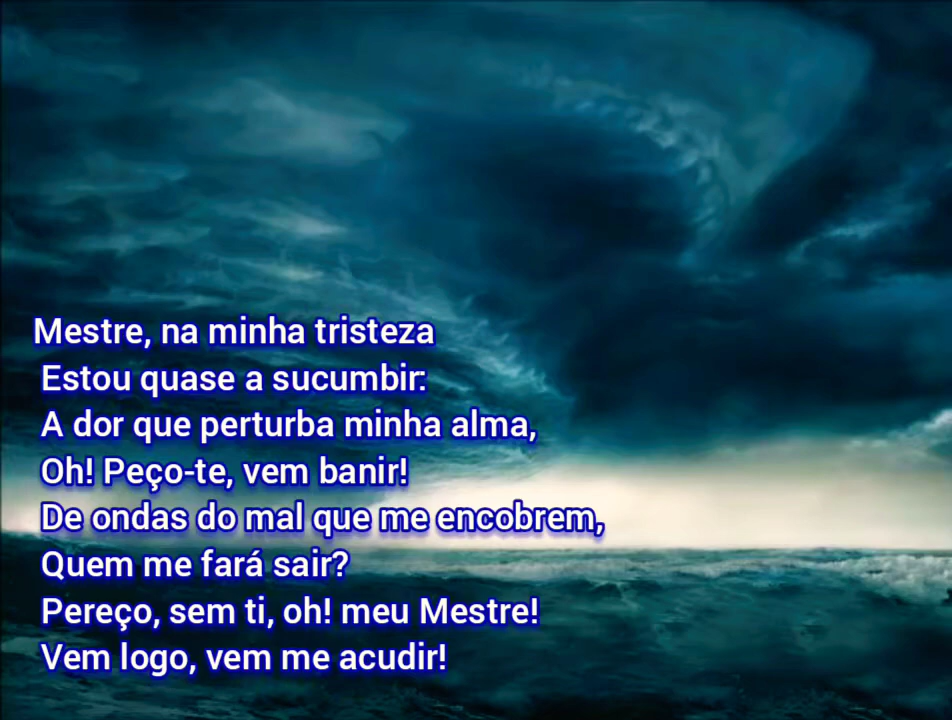 Mestre, na minha tristeza
Estou quase a sucumbir:
A dor que perturba minha alma,
Oh! Peço-te, vem banir!
De ondas do mal que me encobrem,
Quem me fará sair?
Pereço, sem ti, oh! meu Mestre!
Vem logo, vem me acudir!